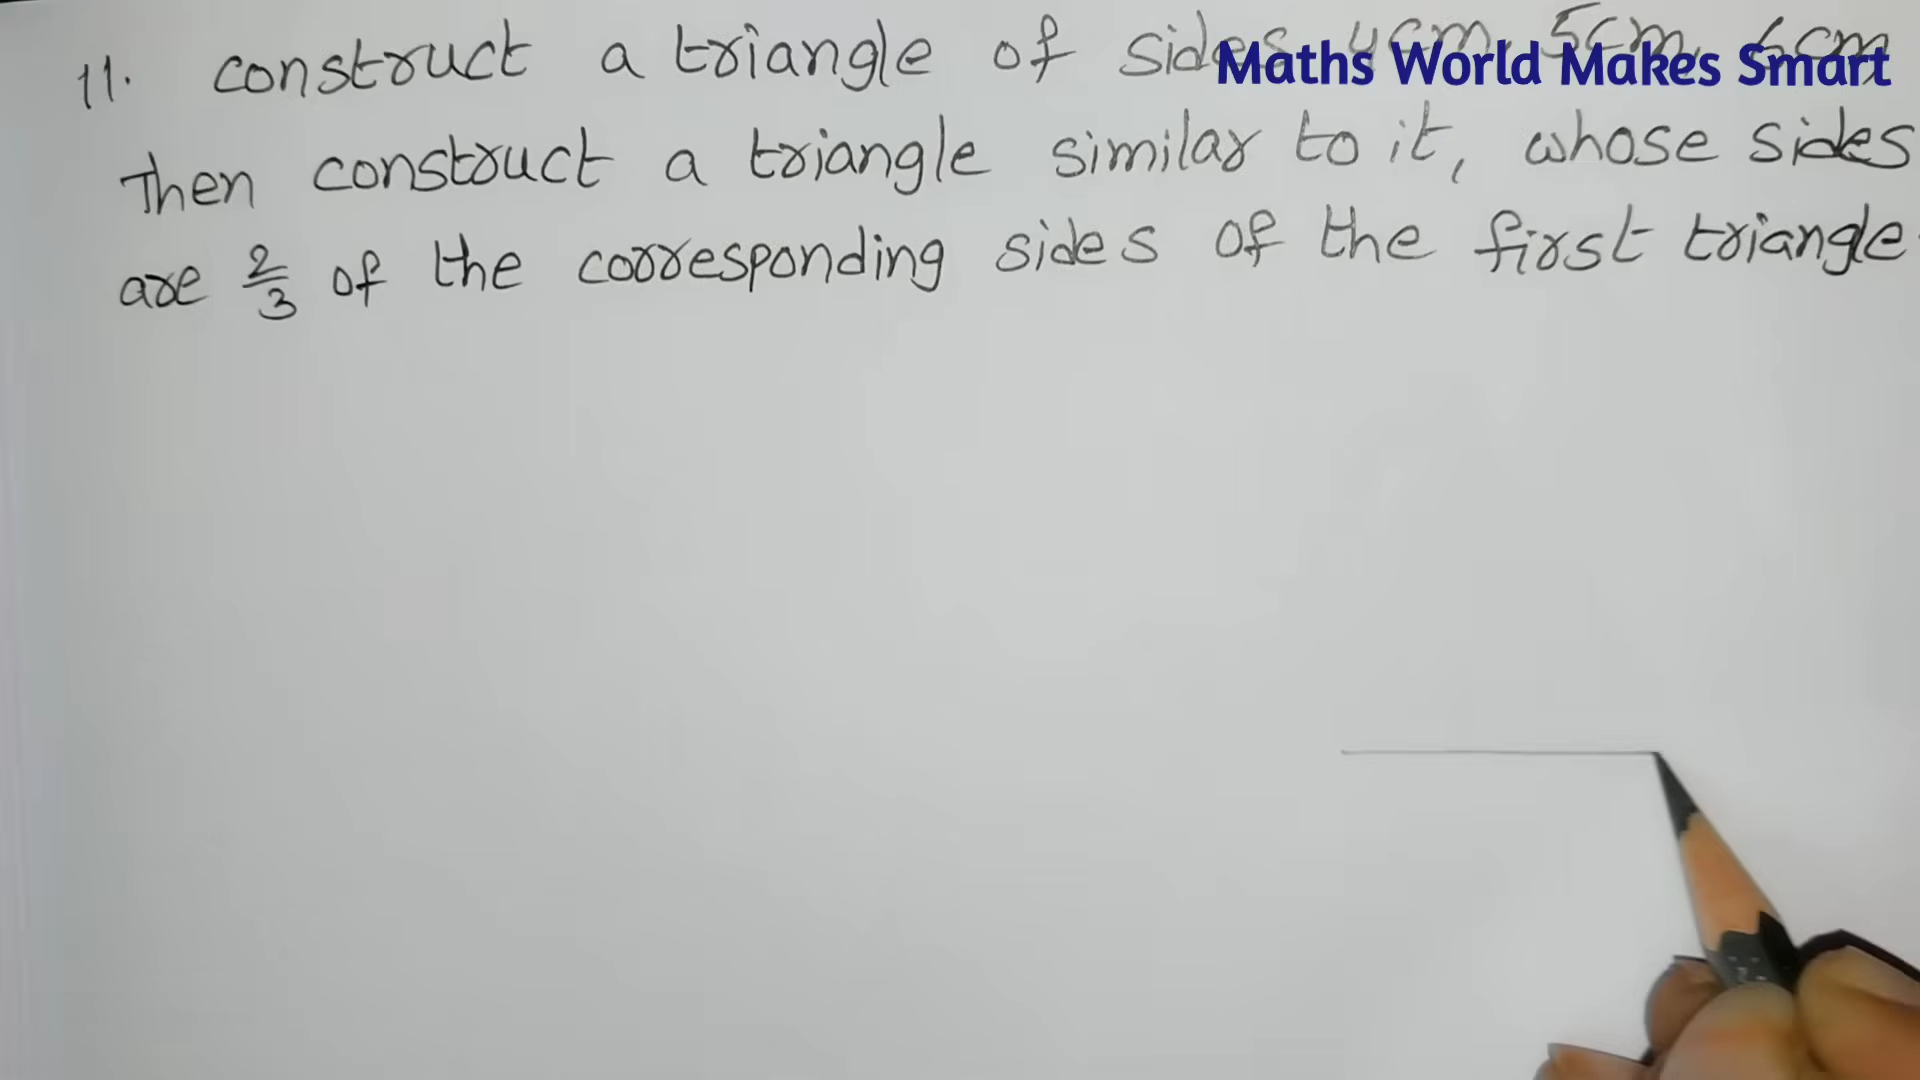 11. construct a triangle of sides 4cm, 5cm, 6cm
Maths World Makes Smart
Then construct a triangle similar to it, whose sides
are 2/3 of the corresponding sides of the first triangle.